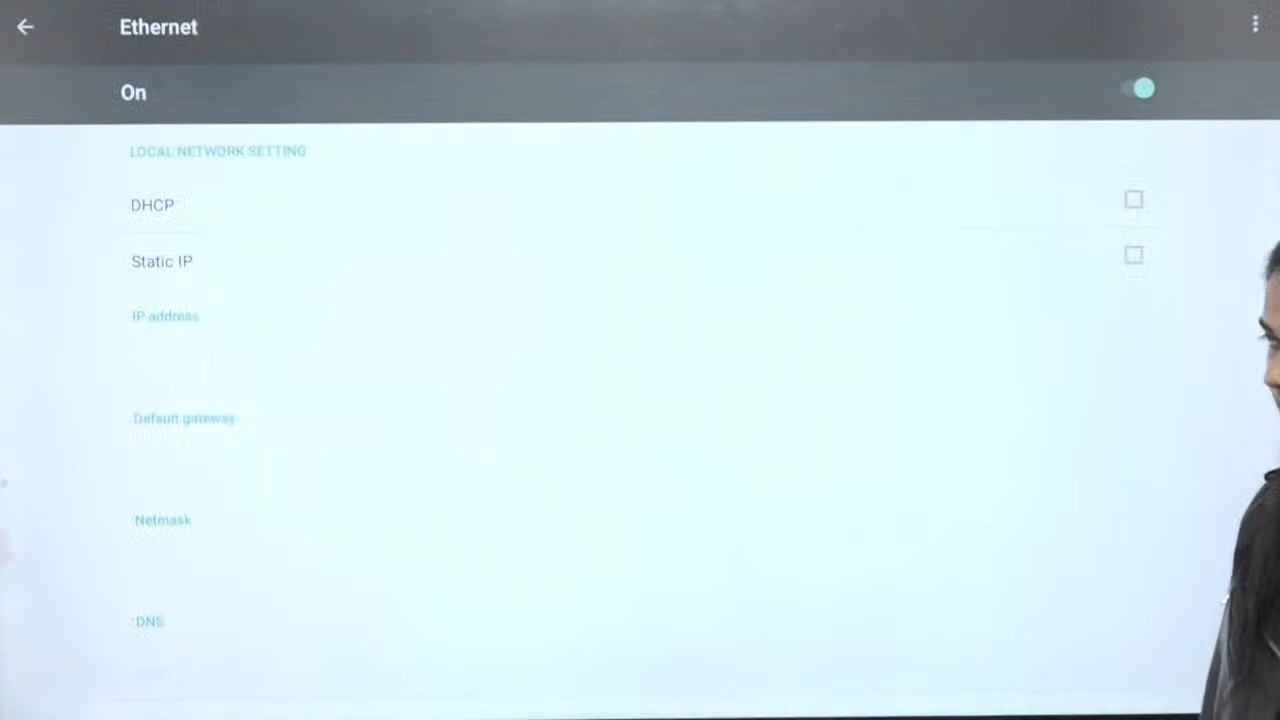 Ethernet
On
LOCAL NETWORK SETTING
DHCP
Static IP
IP address
Default gateway
Netmask
DNS